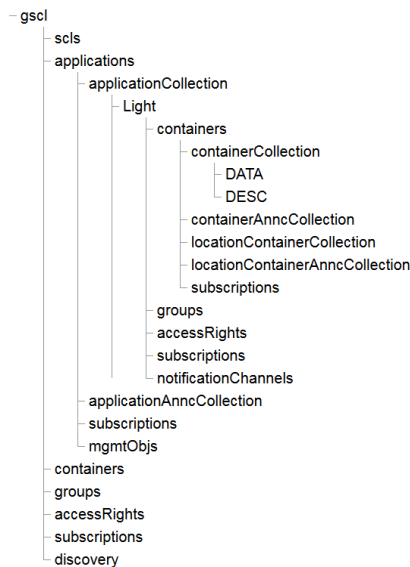 gscl
scls
applications
applicationCollection
Light
containers
containerCollection
DATA
DESC
containerAnncCollection
locationContainerCollection
locationContainerAnncCollection
subscriptions
groups
accessRights
subscriptions
notificationChannels
applicationAnncCollection
subscriptions
mgmtObjs
containers
groups
accessRights
subscriptions
discovery